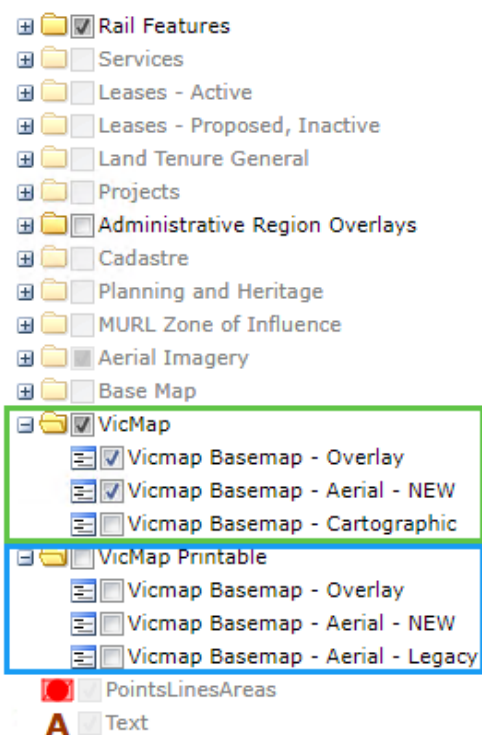 Rail Features
Services
Leases - Active
Leases - Proposed, Inactive
Land Tenure General
Projects
Administrative Region Overlays
Cadastre
Planning and Heritage
MURL Zone of Influence
Aerial Imagery
Base Map
VicMap
Vicmap Basemap - Overlay
Vicmap Basemap - Aerial - NEW
Vicmap Basemap - Cartographic
VicMap Printable
Vicmap Basemap - Overlay
Vicmap Basemap - Aerial - NEW
Vicmap Basemap - Aerial - Legacy
PointsLinesAreas
A Text